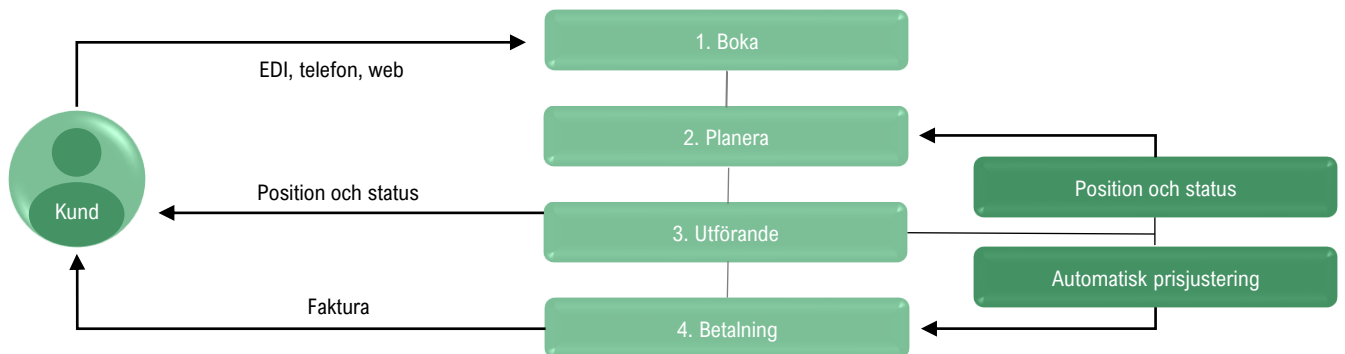 1. Boka
EDI, telefon, web
2. Planera
Position och status
Position och status
Kund
3. Utförande
Automatisk prisjustering
Faktura
4. Betalning